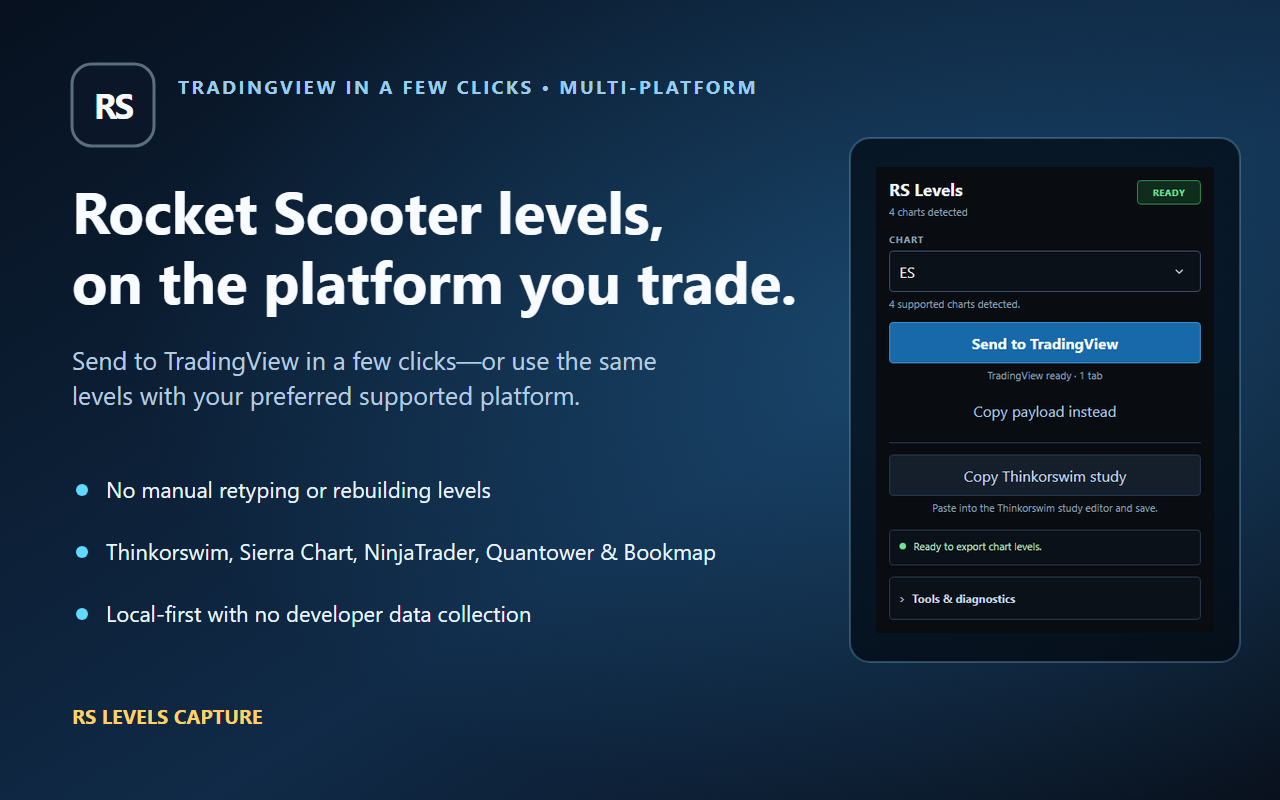 RS
TRADINGVIEW IN A FEW CLICKS • MULTI-PLATFORM
Rocket Scooter levels,
on the platform you trade.
Send to TradingView in a few clicks—or use the same
levels with your preferred supported platform.
No manual retyping or rebuilding levels
Thinkorswim, Sierra Chart, NinjaTrader, Quantower & Bookmap
Local-first with no developer data collection
RS LEVELS CAPTURE
RS Levels
READY
4 charts detected
CHART
ES
4 supported charts detected.
Send to TradingView
TradingView ready · 1 tab
Copy payload instead
Copy Thinkorswim study
Paste into the Thinkorswim study editor and save.
Ready to export chart levels.
› Tools & diagnostics